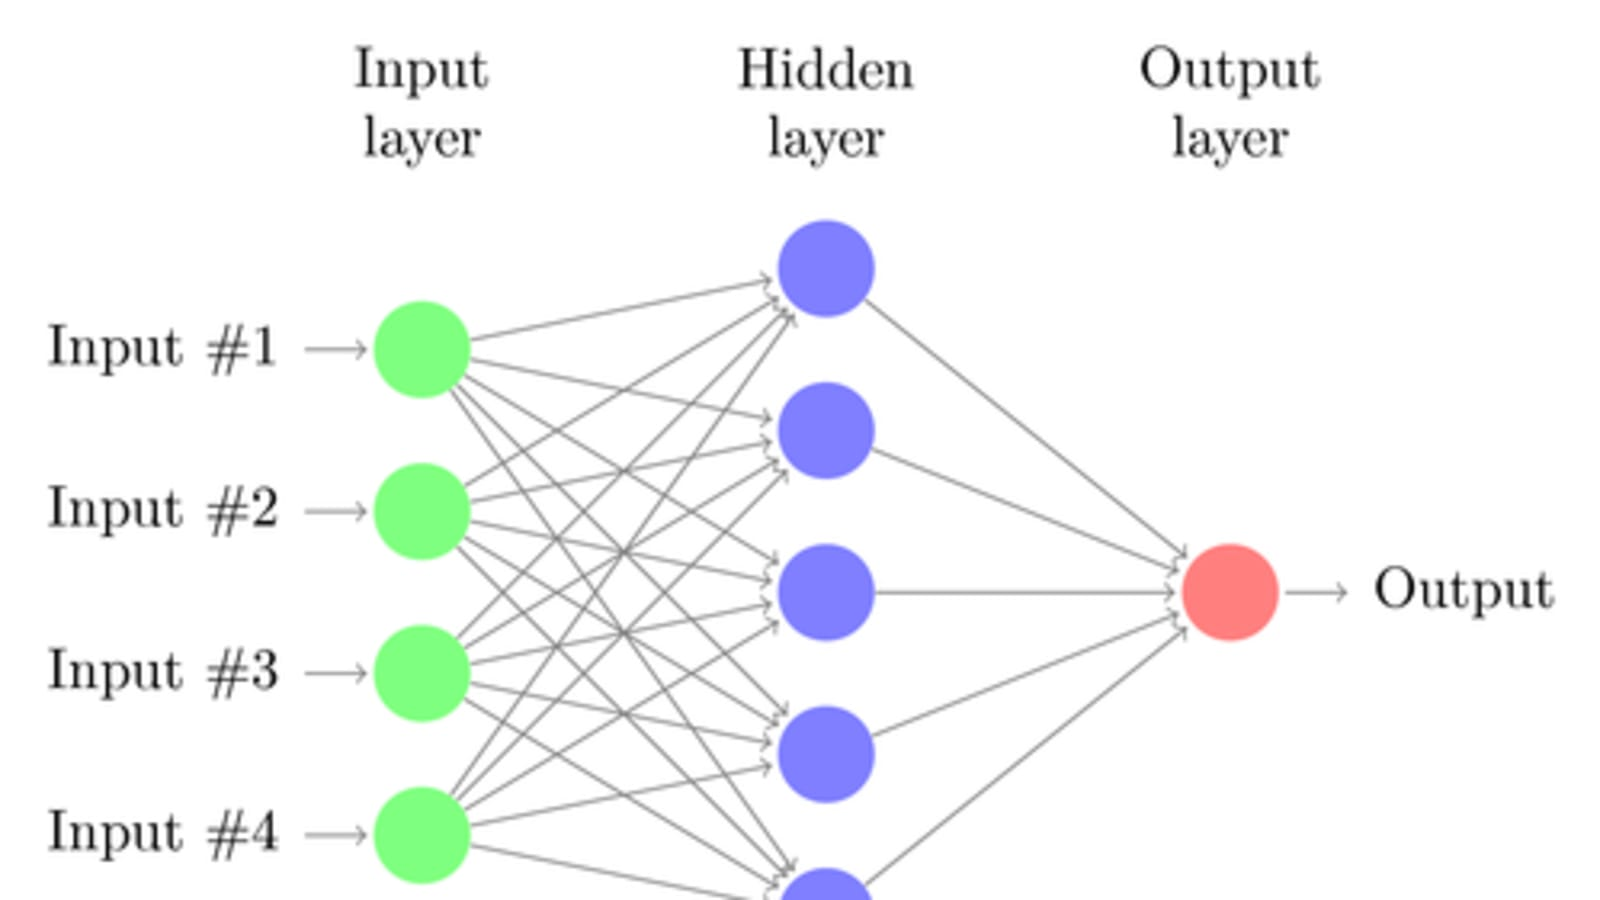 Input
layer
Hidden
layer
Output
layer
Input #1
Input #2
Input #3
Input #4
Output